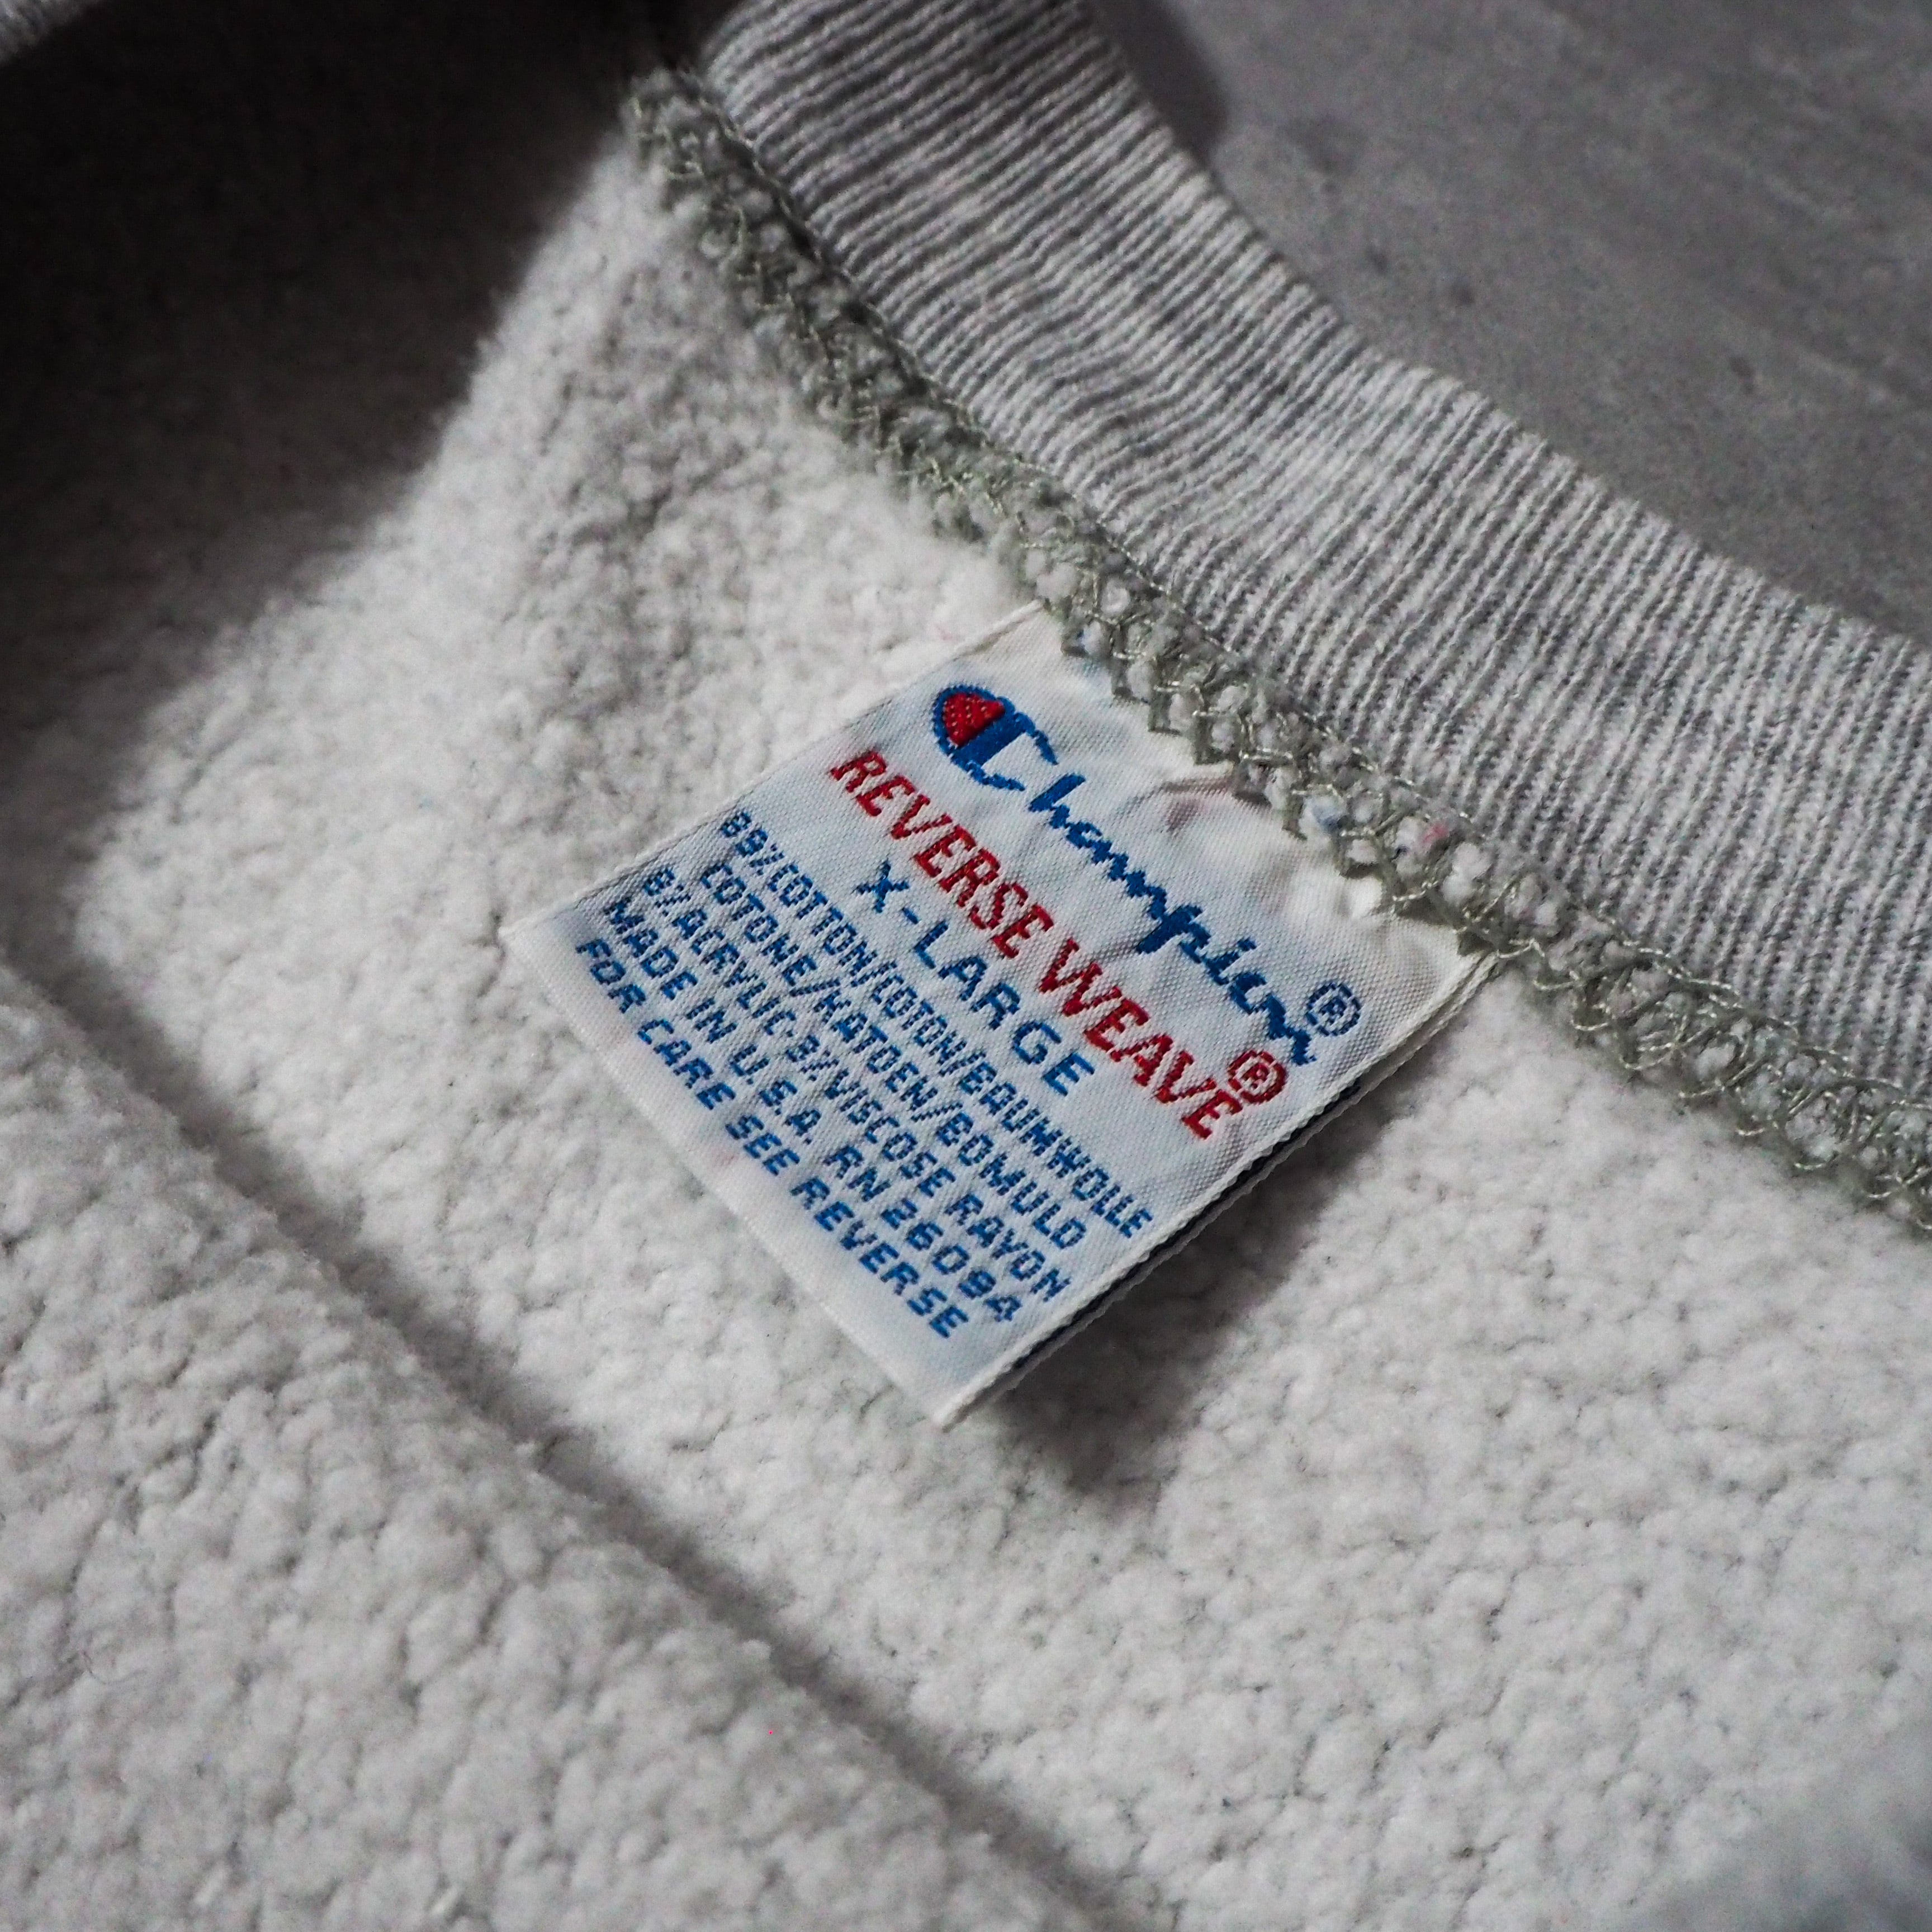 Champion®
REVERSE WEAVE®
X-LARGE
89%COTTON/COTON/BAUMWOLLE
COTONE/KATOEN/BOMULD
8%ACRYLIC 3%VISCOSE RAYON
MADE IN U.S.A. RN 26094
FOR CARE SEE REVERSE